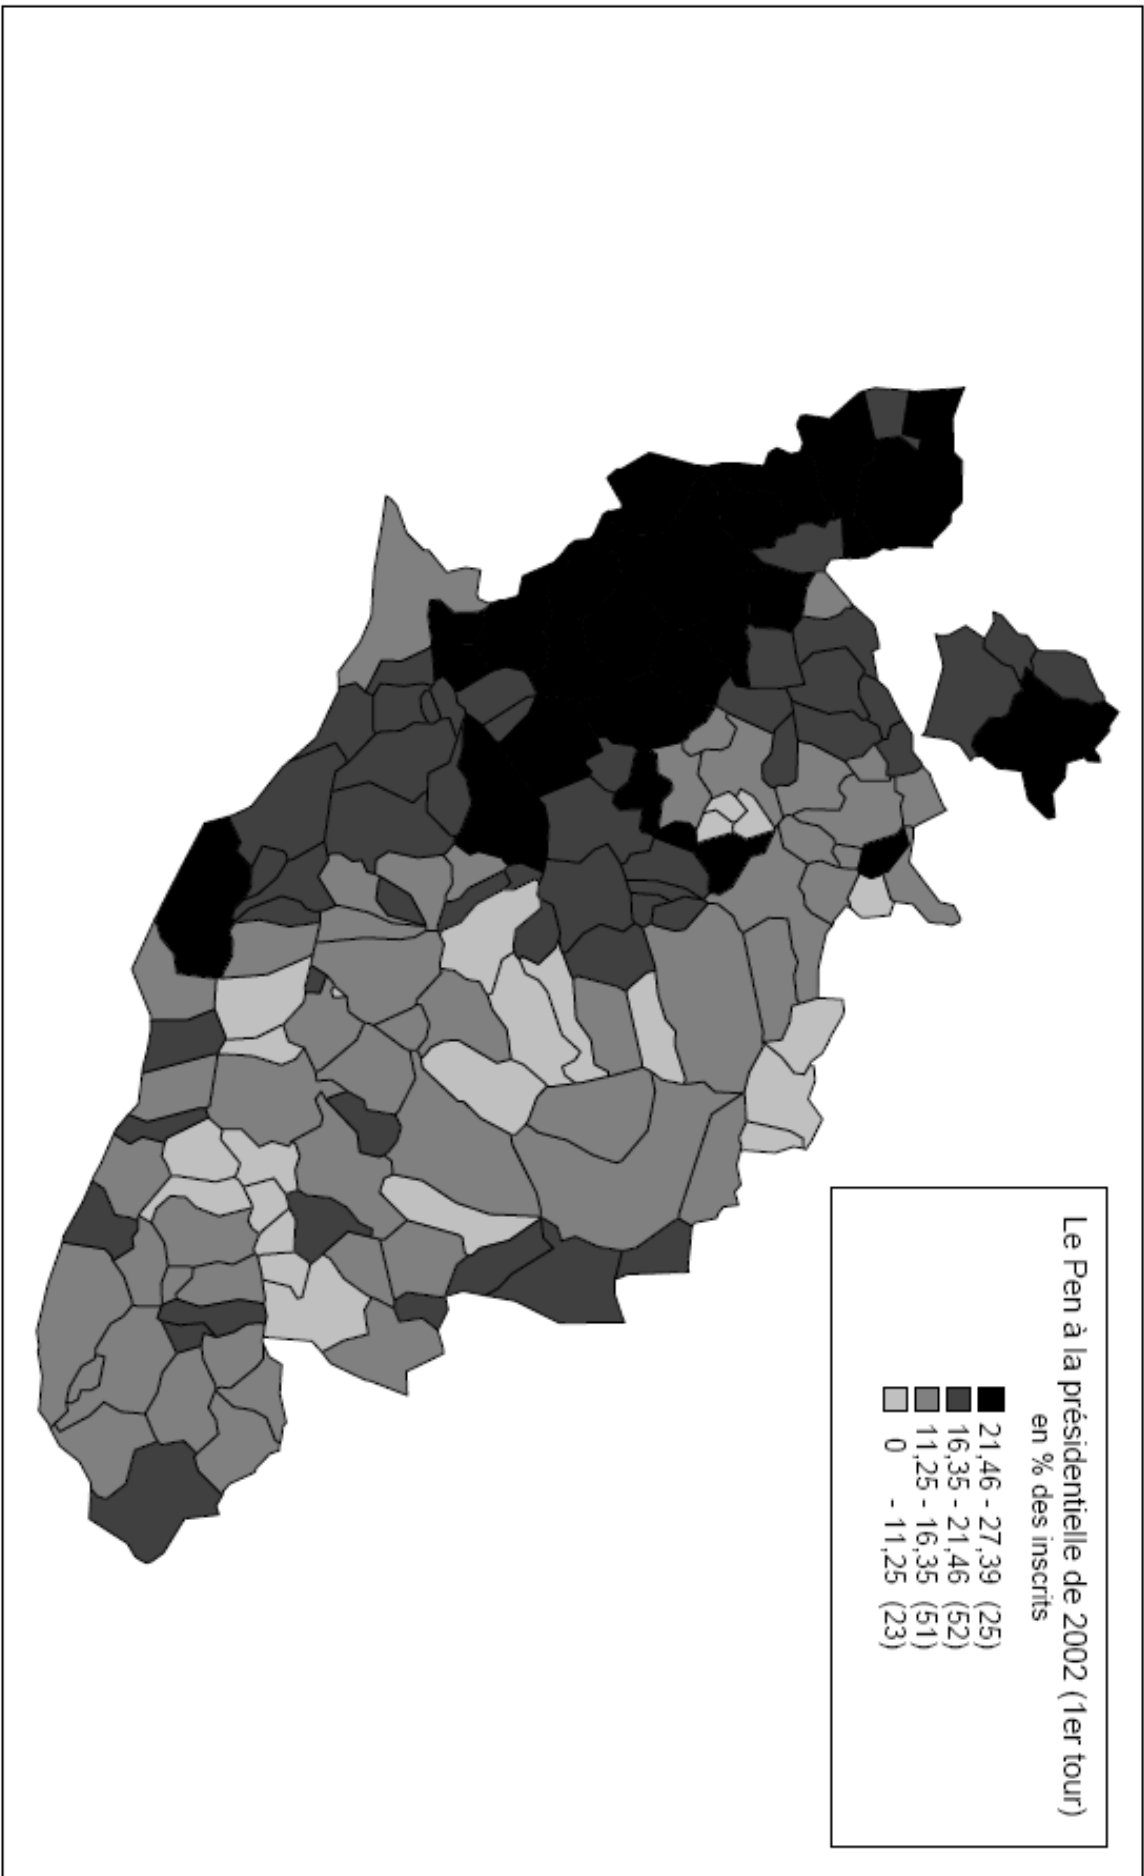 Le Pen à la présidentielle de 2002 (1er tour)
en % des inscrits
21,46 - 27,39 (25)
16,35 - 21,46 (52)
11,25 - 16,35 (51)
0 - 11,25 (23)